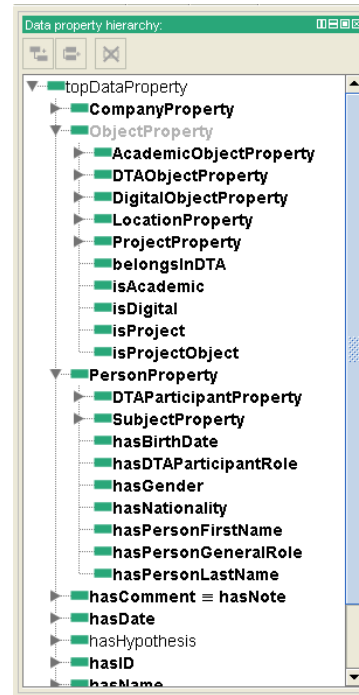 Data property hierarchy:
topDataProperty
CompanyProperty
ObjectProperty
AcademicObjectProperty
DTAObjectProperty
DigitalObjectProperty
LocationProperty
ProjectProperty
belongsInDTA
isAcademic
isDigital
isProject
isProjectObject
PersonProperty
DTAParticipantProperty
SubjectProperty
hasBirthDate
hasDTAParticipantRole
hasGender
hasNationality
hasPersonFirstName
hasPersonGeneralRole
hasPersonLastName
hasComment ≡ hasNote
hasDate
hasHypothesis
hasID
hasName